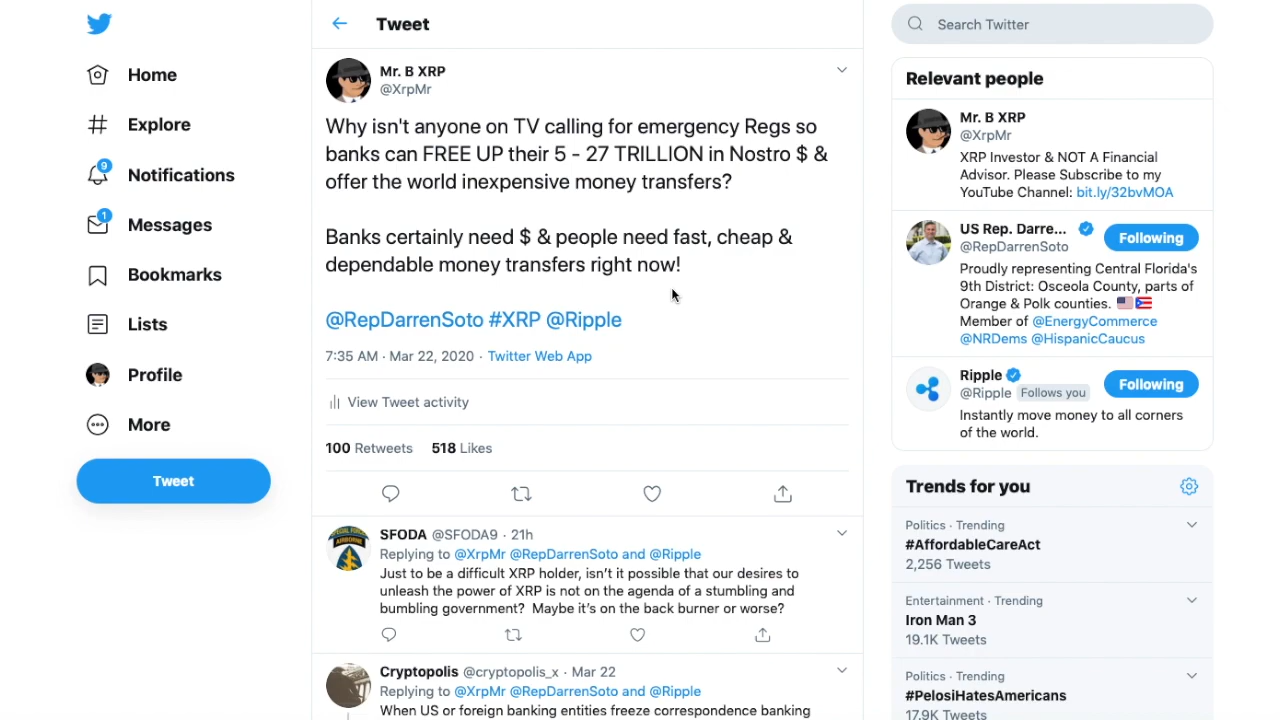 Home
Explore
9
Notifications
1
Messages
Bookmarks
Lists
Profile
More
Tweet
Tweet
Mr. B XRP
@XrpMr
Why isn't anyone on TV calling for emergency Regs so
banks can FREE UP their 5 - 27 TRILLION in Nostro $ &
offer the world inexpensive money transfers?
Banks certainly need $ & people need fast, cheap &
dependable money transfers right now!
@RepDarrenSoto #XRP @Ripple
7:35 AM · Mar 22, 2020 · Twitter Web App
View Tweet activity
100 Retweets 518 Likes
SFODA @SFODA9 · 21h
Replying to @XrpMr @RepDarrenSoto and @Ripple
Just to be a difficult XRP holder, isn't it possible that our desires to
unleash the power of XRP is not on the agenda of a stumbling and
bumbling government? Maybe it's on the back burner or worse?
Cryptopolis @cryptopolis_x · Mar 22
Replying to @XrpMr @RepDarrenSoto and @Ripple
When US or foreign banking entities freeze correspondence banking
Search Twitter
Relevant people
Mr. B XRP
@XrpMr
XRP Investor & NOT A Financial
Advisor. Please Subscribe to my
YouTube Channel: bit.ly/32bvMOA
US Rep. Darre...
@RepDarrenSoto
Following
Proudly representing Central Florida's
9th District: Osceola County, parts of
Orange & Polk counties.
Member of @EnergyCommerce
@NRDems @HispanicCaucus
Ripple
@Ripple Follows you
Following
Instantly move money to all corners
of the world.
Trends for you
Politics · Trending
#AffordableCareAct
2,256 Tweets
Entertainment · Trending
Iron Man 3
19.1K Tweets
Politics · Trending
#PelosiHatesAmericans
17.9K Tweets